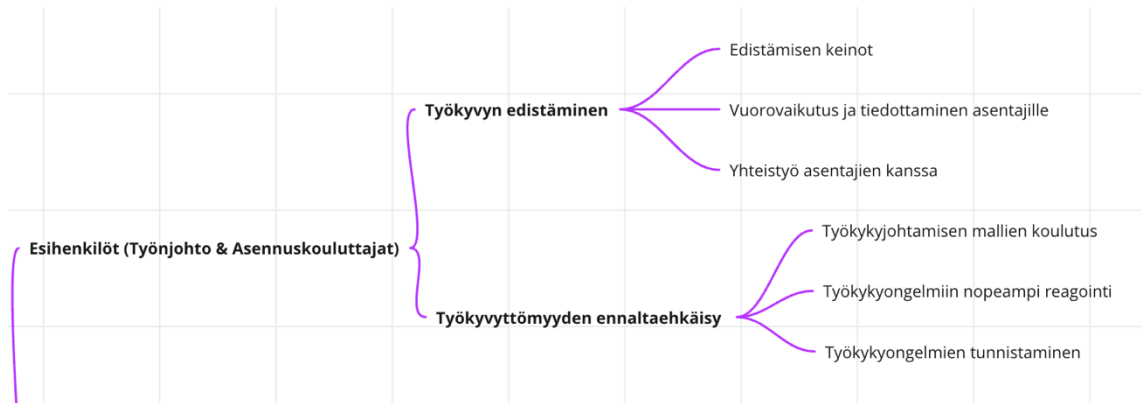 Edistämisen keinot
Työkyvyn edistäminen
Vuorovaikutus ja tiedottaminen asentajille
Yhteistyö asentajien kanssa
Esihenkilöt (Työnjohto & Asennuskouluttajat)
Työkykyjohtamisen mallien koulutus
Työkykyongelmiin nopeampi reagointi
Työkyvyttömyyden ennaltaehkäisy
Työkykyongelmien tunnistaminen